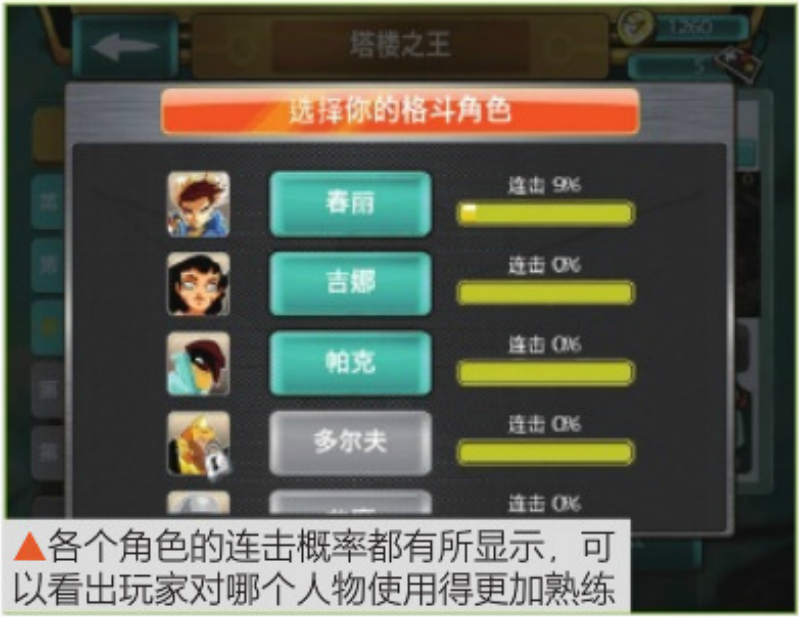 塔楼之王
1260
5
选择你的格斗角色
春丽
连击 9%
吉娜
连击 0%
帕克
连击 0%
多尔夫
连击 0%
连击 0%
▲各个角色的连击概率都有所显示，可
以看出玩家对哪个人物使用得更加熟练